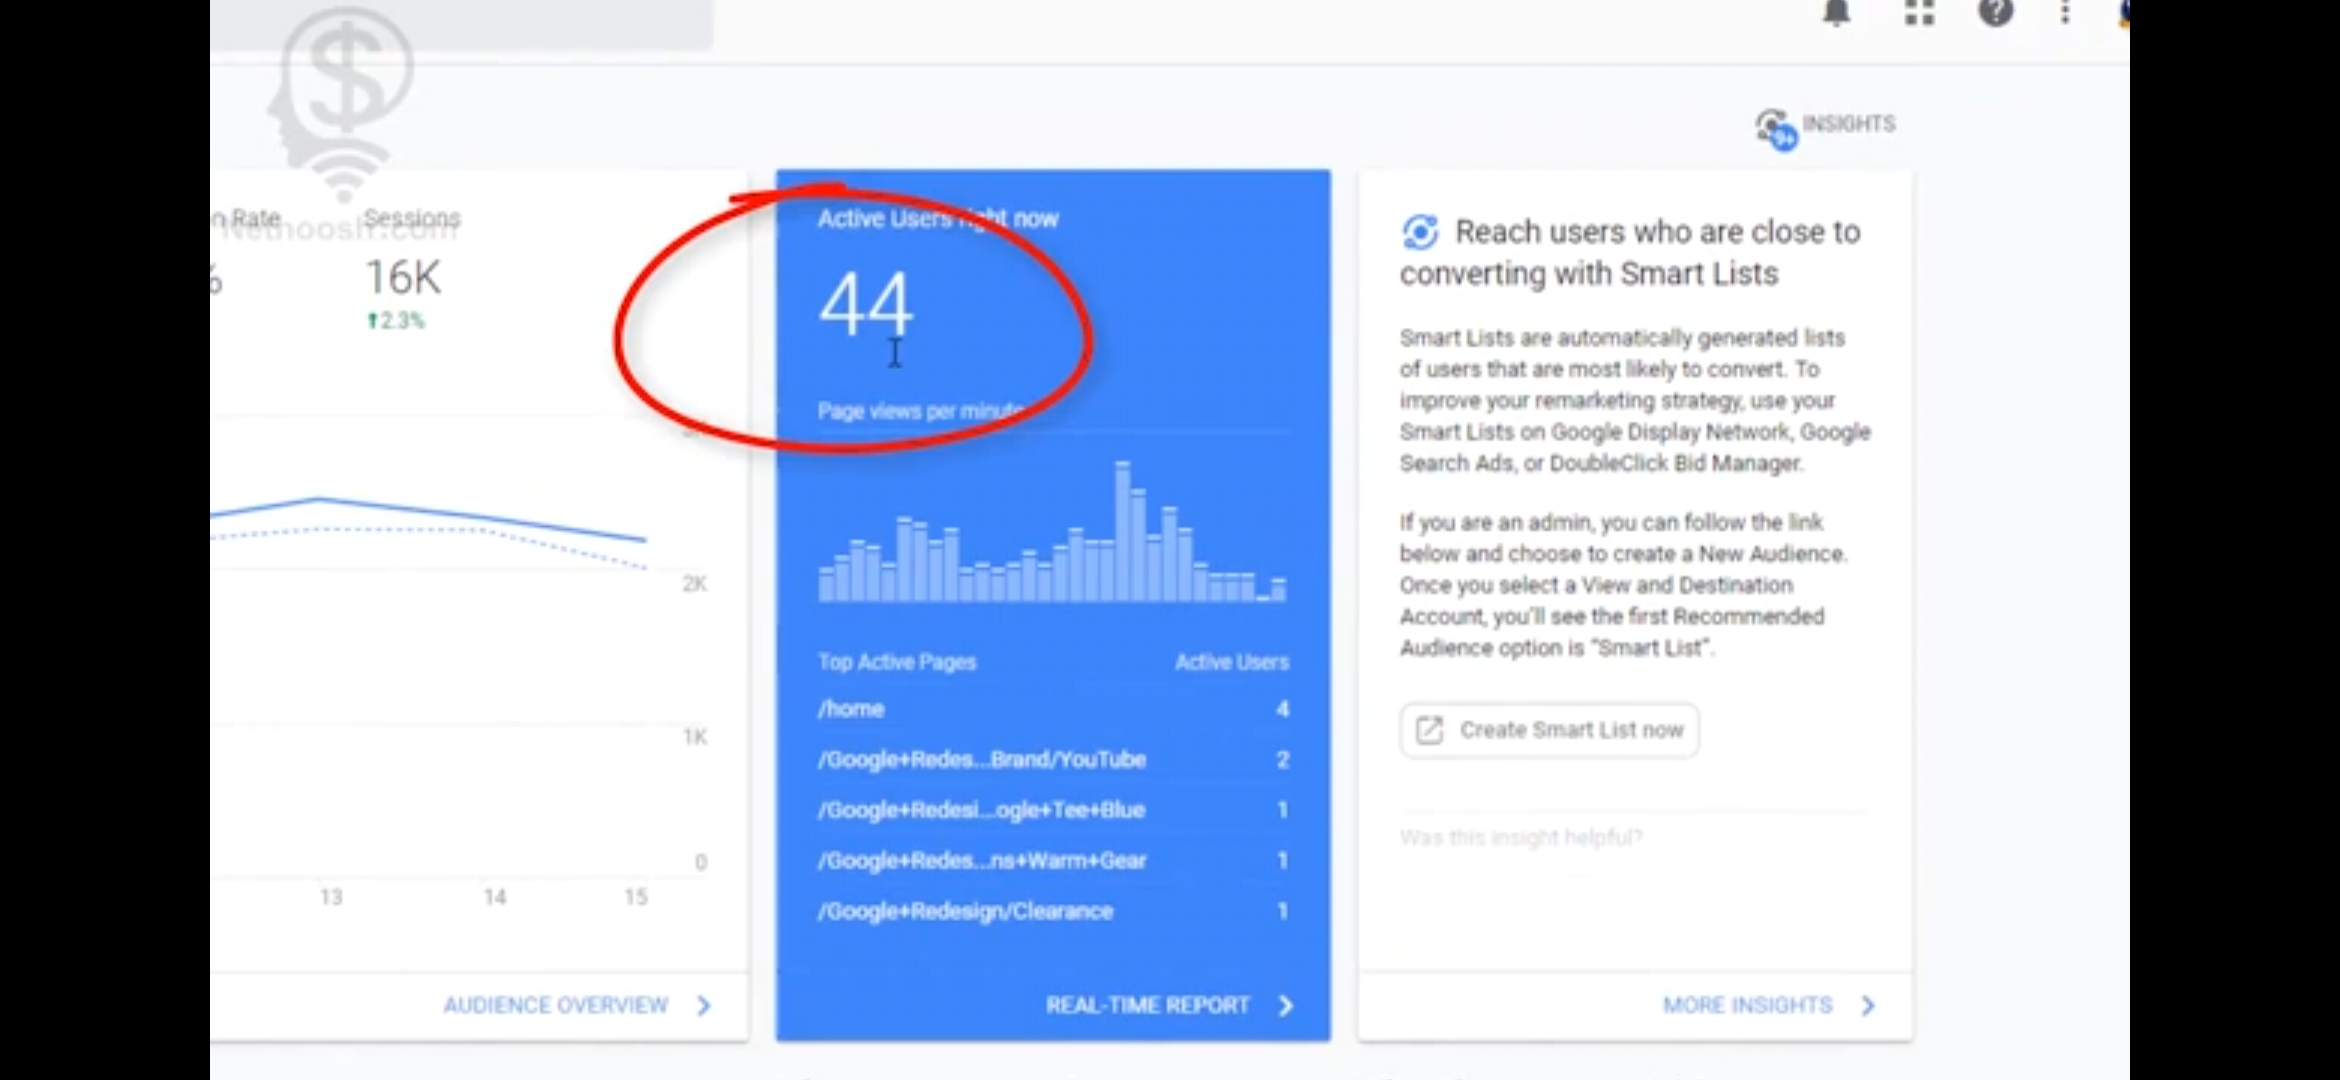 INSIGHTS
9+
Nethoosh.com
n Rate
Sessions
%
16K
2.3%
2K
1K
0
13
14
15
AUDIENCE OVERVIEW
Active Users right now
44
Page views per minute
Top Active Pages Active Users
/home 4
/Google+Redes...Brand/YouTube 2
/Google+Redesi...ogle+Tee+Blue 1
/Google+Redes...ns+Warm+Gear 1
/Google+Redesign/Clearance 1
REAL-TIME REPORT
Reach users who are close to
converting with Smart Lists
Smart Lists are automatically generated lists
of users that are most likely to convert. To
improve your remarketing strategy, use your
Smart Lists on Google Display Network, Google
Search Ads, or DoubleClick Bid Manager.
If you are an admin, you can follow the link
below and choose to create a New Audience.
Once you select a View and Destination
Account, you'll see the first Recommended
Audience option is "Smart List".
Create Smart List now
Was this insight helpful?
MORE INSIGHTS